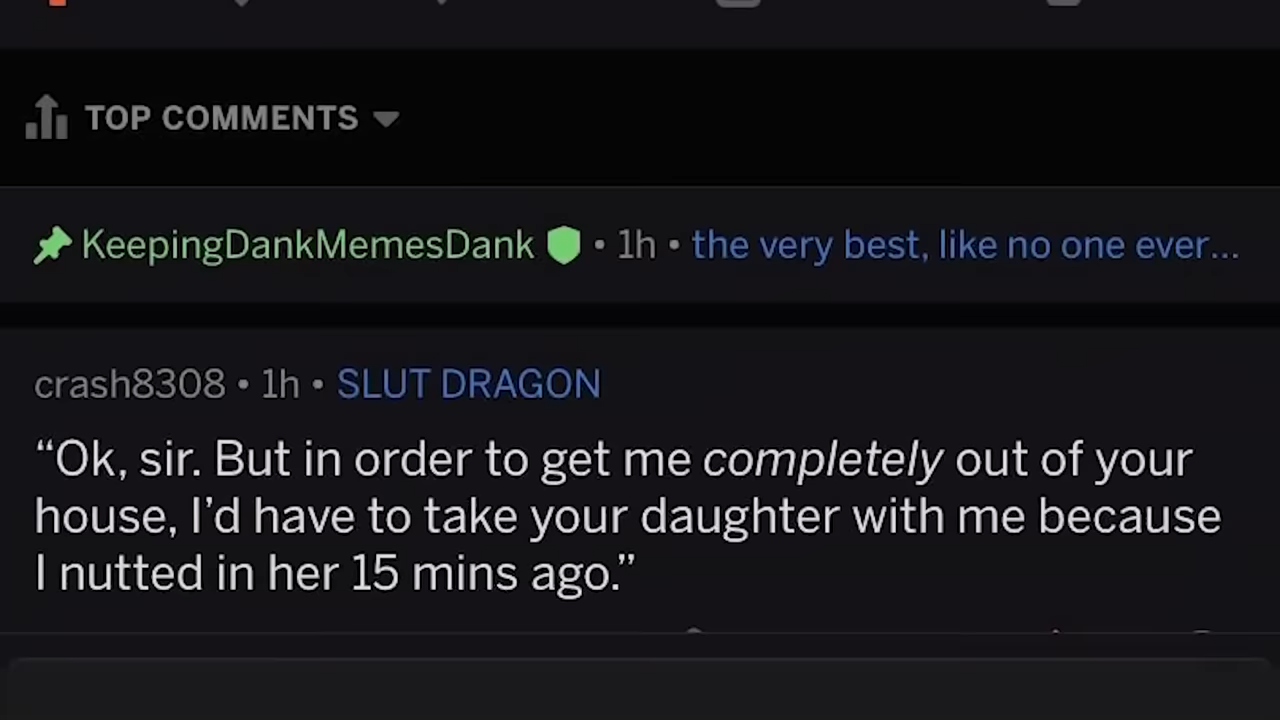 TOP COMMENTS
KeepingDankMemesDank • 1h • the very best, like no one ever...
crash8308 • 1h • SLUT DRAGON
“Ok, sir. But in order to get me completely out of your
house, I’d have to take your daughter with me because
I nutted in her 15 mins ago.”